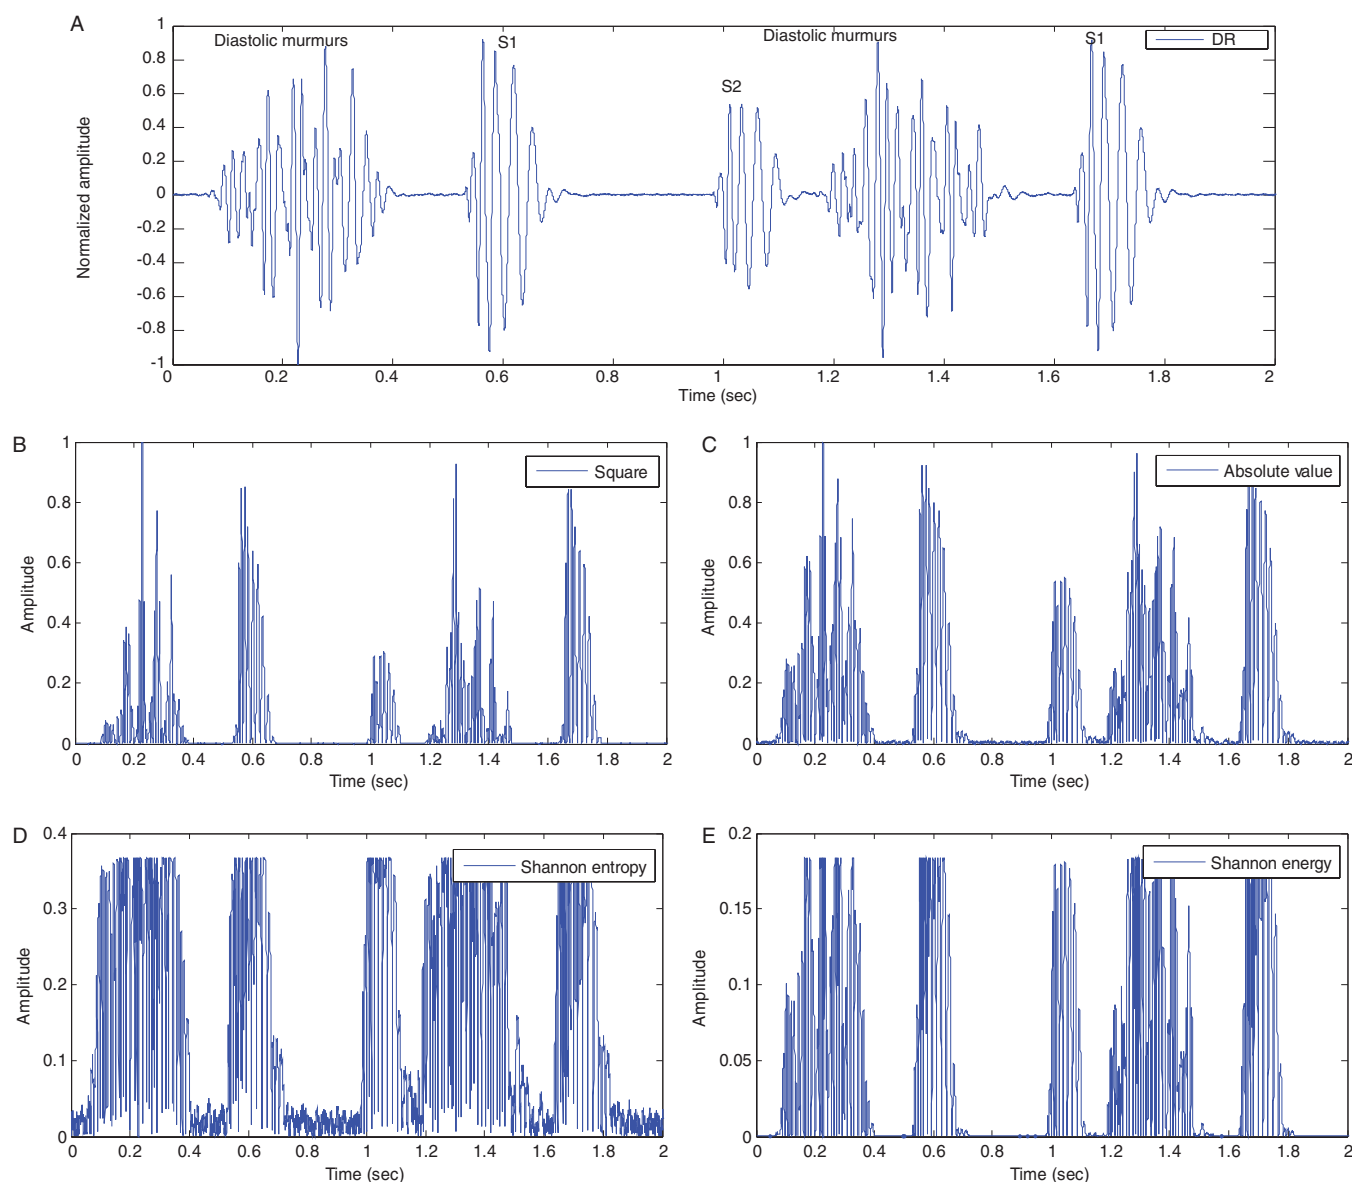 A
Diastolic murmurs
S1
S2
Diastolic murmurs
S1
DR
Normalized amplitude
1
0.8
0.6
0.4
0.2
0
-0.2
-0.4
-0.6
-0.8
-1
0 0.2 0.4 0.6 0.8 1 1.2 1.4 1.6 1.8 2
Time (sec)
B
Square
Amplitude
1
0.8
0.6
0.4
0.2
0
0 0.2 0.4 0.6 0.8 1 1.2 1.4 1.6 1.8 2
Time (sec)
C
Absolute value
Amplitude
1
0.8
0.6
0.4
0.2
0
0 0.2 0.4 0.6 0.8 1 1.2 1.4 1.6 1.8 2
Time (sec)
D
Shannon entropy
Amplitude
0.4
0.3
0.2
0.1
0
0 0.2 0.4 0.6 0.8 1 1.2 1.4 1.6 1.8 2
Time (sec)
E
Shannon energy
Amplitude
0.2
0.15
0.1
0.05
0
0 0.2 0.4 0.6 0.8 1 1.2 1.4 1.6 1.8 2
Time (sec)